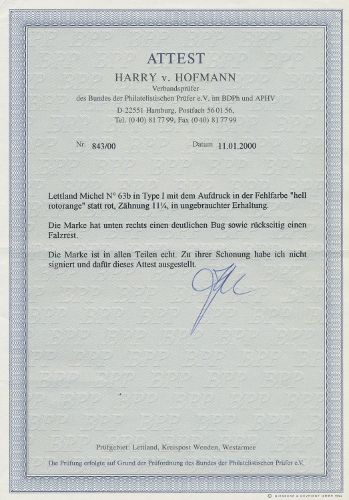 ATTEST
HARRY v. HOFMANN
Verbandsprüfer
des Bundes der Philatelistischen Prüfer e.V. im BDPh und APHV
D-22551 Hamburg, Postfach 56 01 56,
Tel. (0 40) 81 77 99, Fax (0 40) 81 77 99
Nr. 843/00 Datum 11.01.2000
Lettland Michel N° 63b in Type I mit dem Aufdruck in der Fehlfarbe "hell
rotorange" statt rot, Zähnung 11¼, in ungebrauchter Erhaltung.
Die Marke hat unten rechts einen deutlichen Bug sowie rückseitig einen
Falzrest.
Die Marke ist in allen Teilen echt. Zu ihrer Schonung habe ich nicht
signiert und dafür dieses Attest ausgestellt.
Prüfgebiet: Lettland, Kreispost Wenden, Westarmee
Die Prüfung erfolgte auf Grund der Prüfordnung des Bundes der Philatelistischen Prüfer e.V.